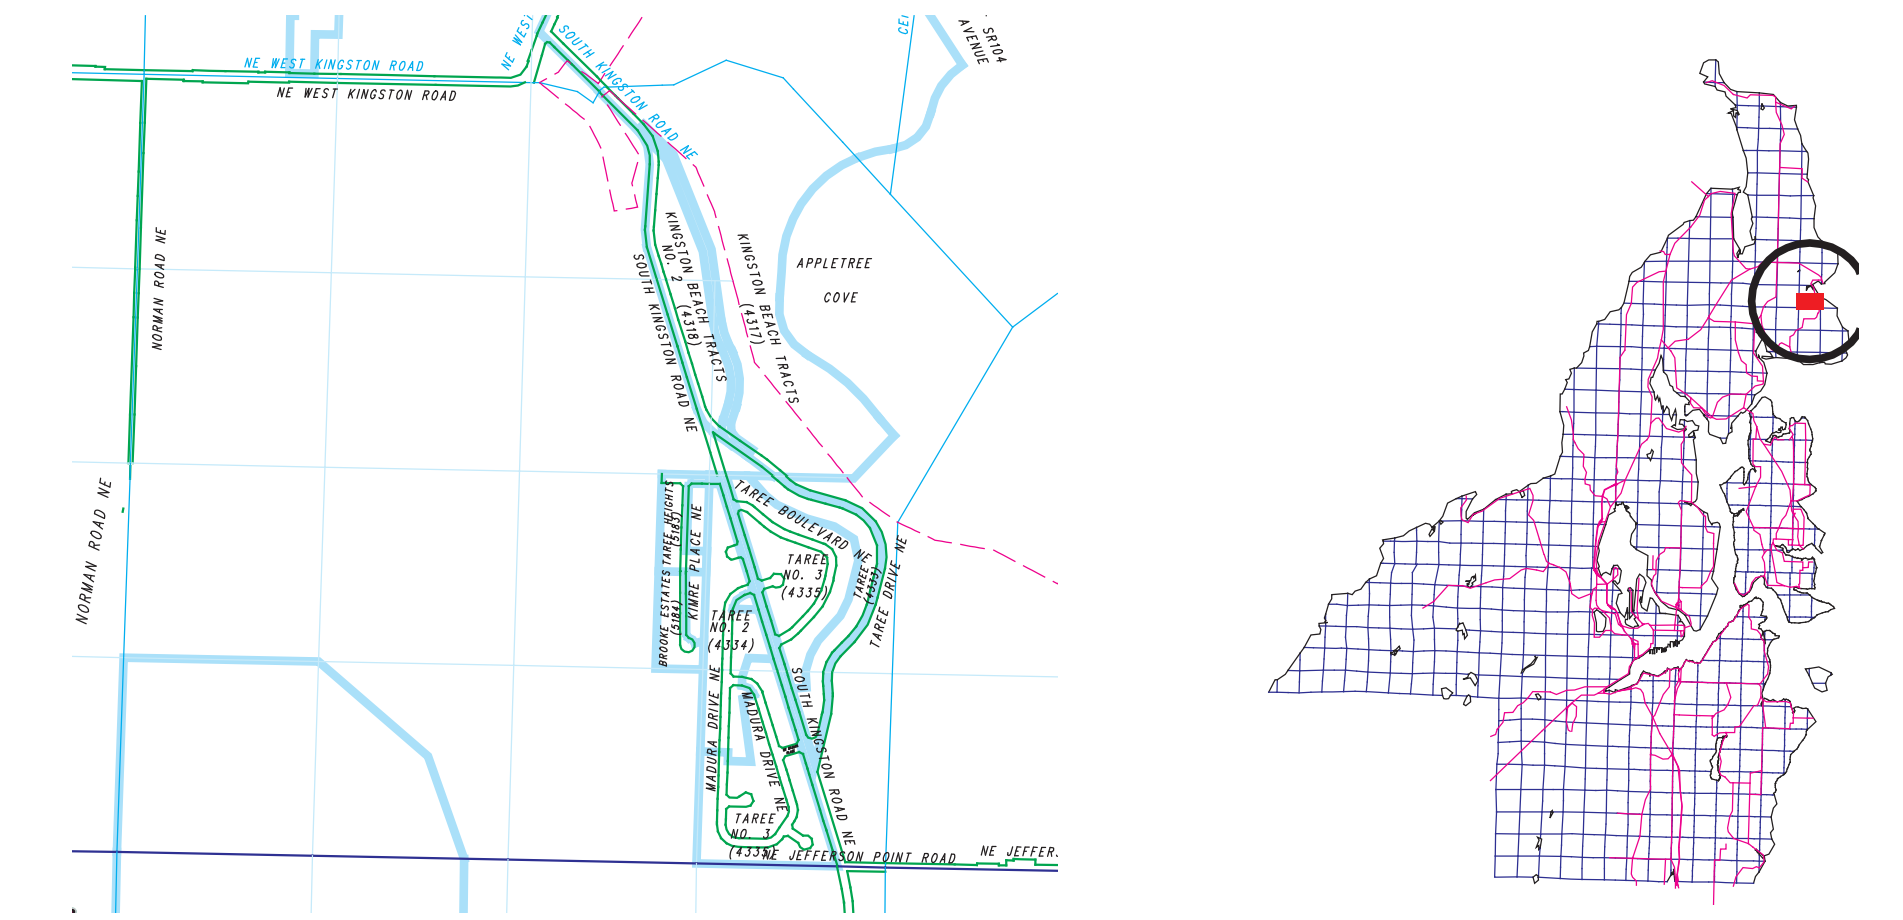 NE WEST
SOUTH KINGSTON ROAD NE
SR104
AVENUE
NE WEST KINGSTON ROAD
NE WEST KINGSTON ROAD
NORMAN ROAD NE
KINGSTON BEACH TRACTS
NO. 2
(4318)
KINGSTON BEACH TRACTS
(4317)
APPLETREE
COVE
SOUTH KINGSTON ROAD NE
NORMAN ROAD NE
BROOKE ESTATES TAREE HEIGHTS
(5184)
(5183)
KIMRE PLACE NE
TAREE BOULEVARD NE
TAREE
NO. 3
(4335)
TAREE
(4333)
TAREE DRIVE NE
TAREE
NO. 2
(4334)
MADURA DRIVE NE
MADURA DRIVE NE
SOUTH KINGSTON ROAD NE
TAREE
NO. 3
(4335)
NE JEFFERSON POINT ROAD
NE JEFFERS